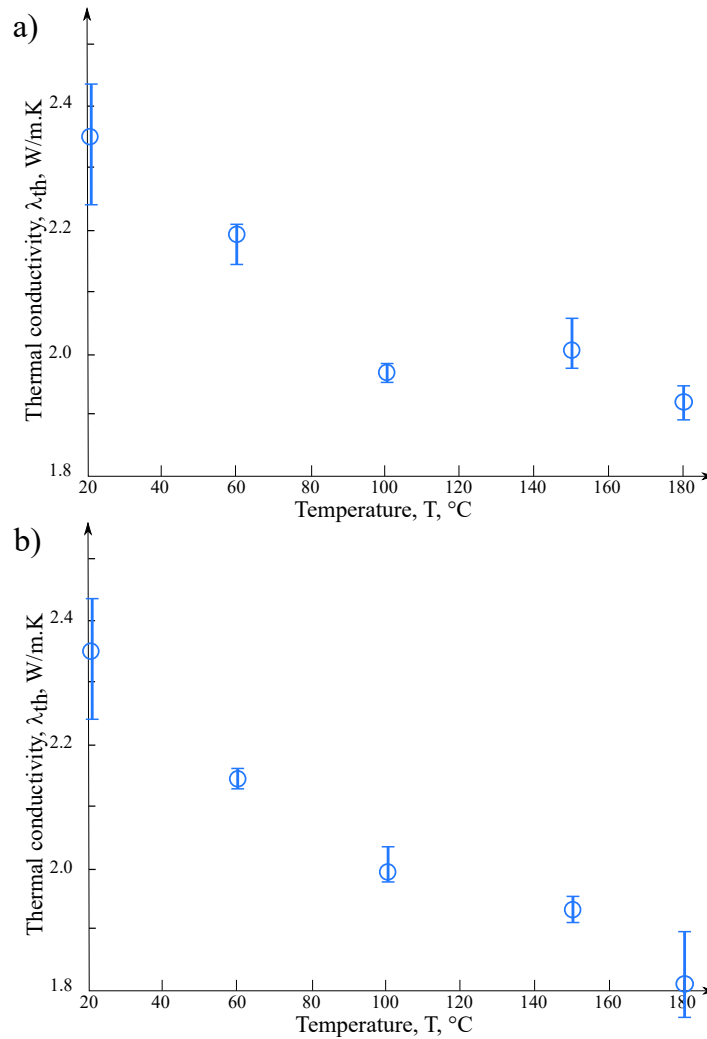 a)
Thermal conductivity, λth, W/m.K
2.4
2.2
2.0
1.8
20 40 60 80 100 120 140 160 180
Temperature, T, °C
b)
Thermal conductivity, λth, W/m.K
2.4
2.2
2.0
1.8
20 40 60 80 100 120 140 160 180
Temperature, T, °C